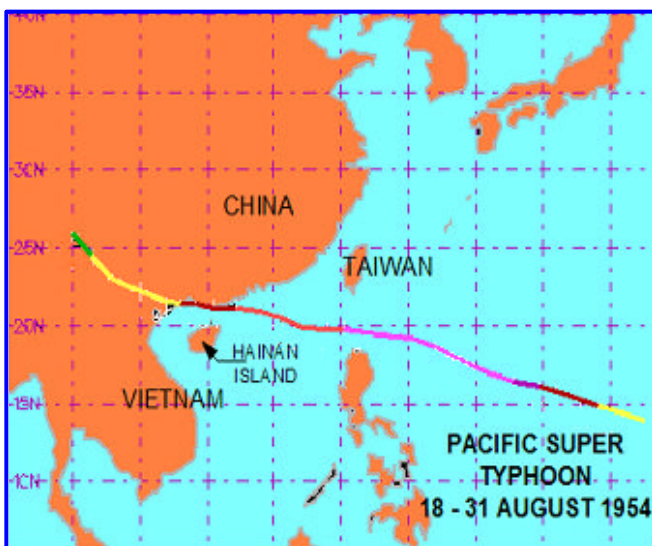 40N
35N
30N
CHINA
25N
TAIWAN
20N
HAINAN
ISLAND
VIETNAM
15N
PACIFIC SUPER
TYPHOON
10N
18 - 31 AUGUST 1954